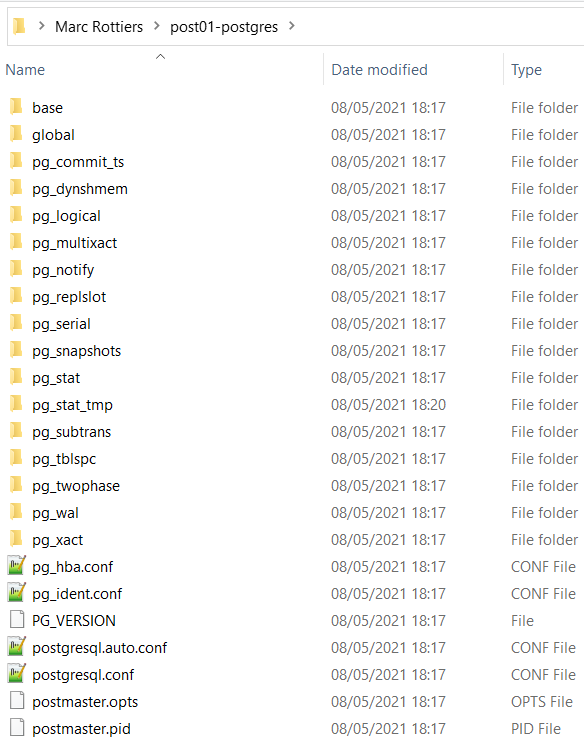 Marc Rottiers > post01-postgres >
Name Date modified Type
base 08/05/2021 18:17 File folder
global 08/05/2021 18:17 File folder
pg_commit_ts 08/05/2021 18:17 File folder
pg_dynshmem 08/05/2021 18:17 File folder
pg_logical 08/05/2021 18:17 File folder
pg_multixact 08/05/2021 18:17 File folder
pg_notify 08/05/2021 18:17 File folder
pg_replslot 08/05/2021 18:17 File folder
pg_serial 08/05/2021 18:17 File folder
pg_snapshots 08/05/2021 18:17 File folder
pg_stat 08/05/2021 18:17 File folder
pg_stat_tmp 08/05/2021 18:20 File folder
pg_subtrans 08/05/2021 18:17 File folder
pg_tblspc 08/05/2021 18:17 File folder
pg_twophase 08/05/2021 18:17 File folder
pg_wal 08/05/2021 18:17 File folder
pg_xact 08/05/2021 18:17 File folder
pg_hba.conf 08/05/2021 18:17 CONF File
pg_ident.conf 08/05/2021 18:17 CONF File
PG_VERSION 08/05/2021 18:17 File
postgresql.auto.conf 08/05/2021 18:17 CONF File
postgresql.conf 08/05/2021 18:17 CONF File
postmaster.opts 08/05/2021 18:17 OPTS File
postmaster.pid 08/05/2021 18:17 PID File